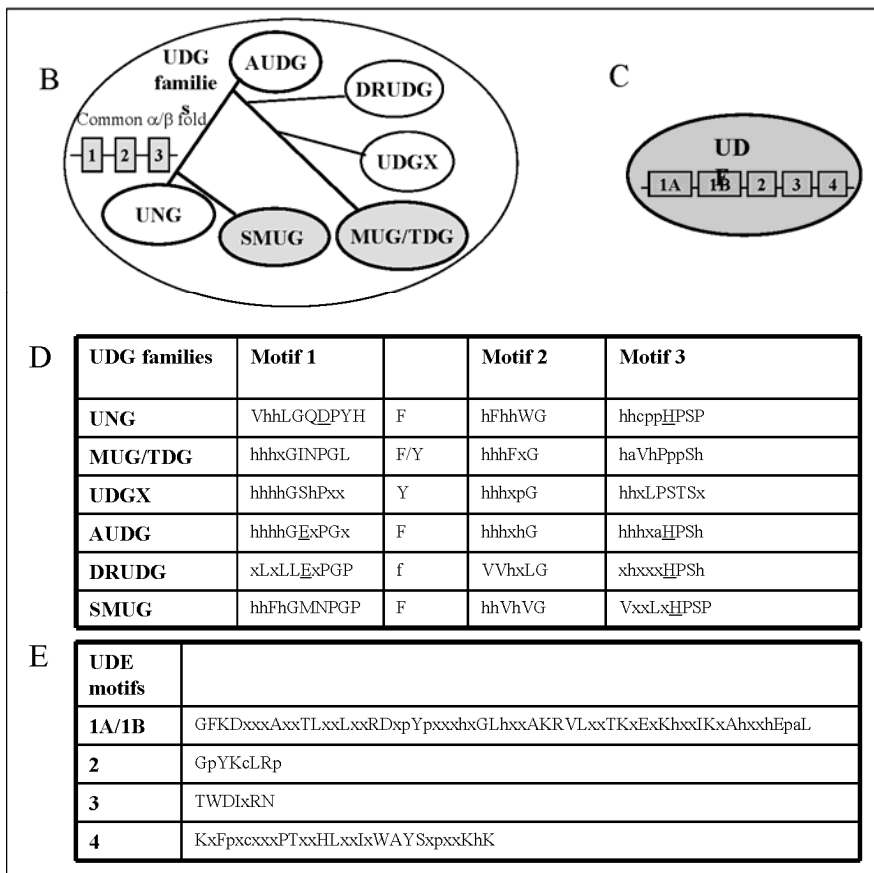 B
UDG
familie
s
AUDG
DRUDG
Common α/β fold
1 2 3
UDGX
UNG
SMUG
MUG/TDG
C
UD
E
1A 1B 2 3 4
D
UDG families Motif 1 Motif 2 Motif 3
UNG VhhLGQDPYH F hFhhWG hhcppHPSP
MUG/TDG hhhxGINPGL F/Y hhhFxG haVhPppSh
UDGX hhhhGShPxx Y hhhxpG hhxLPSTSx
AUDG hhhhGExPGx F hhhxhG hhhxaHPSh
DRUDG xLxLLExPGP f VVhxLG xhxxxHPSh
SMUG hhFhGMNPGP F hhVhVG VxxLxHPSP
E
UDE
motifs
1A/1B GFKDxxxAxxTLxxLxxRDxpYpxxxhxGLhxxAKRVLxxTKxExKhxxIKxAhxxhEpaL
2 GpYKcLRp
3 TWDIxRN
4 KxFpxcxxxPTxxHLxxIxWAYSxpxxKhK